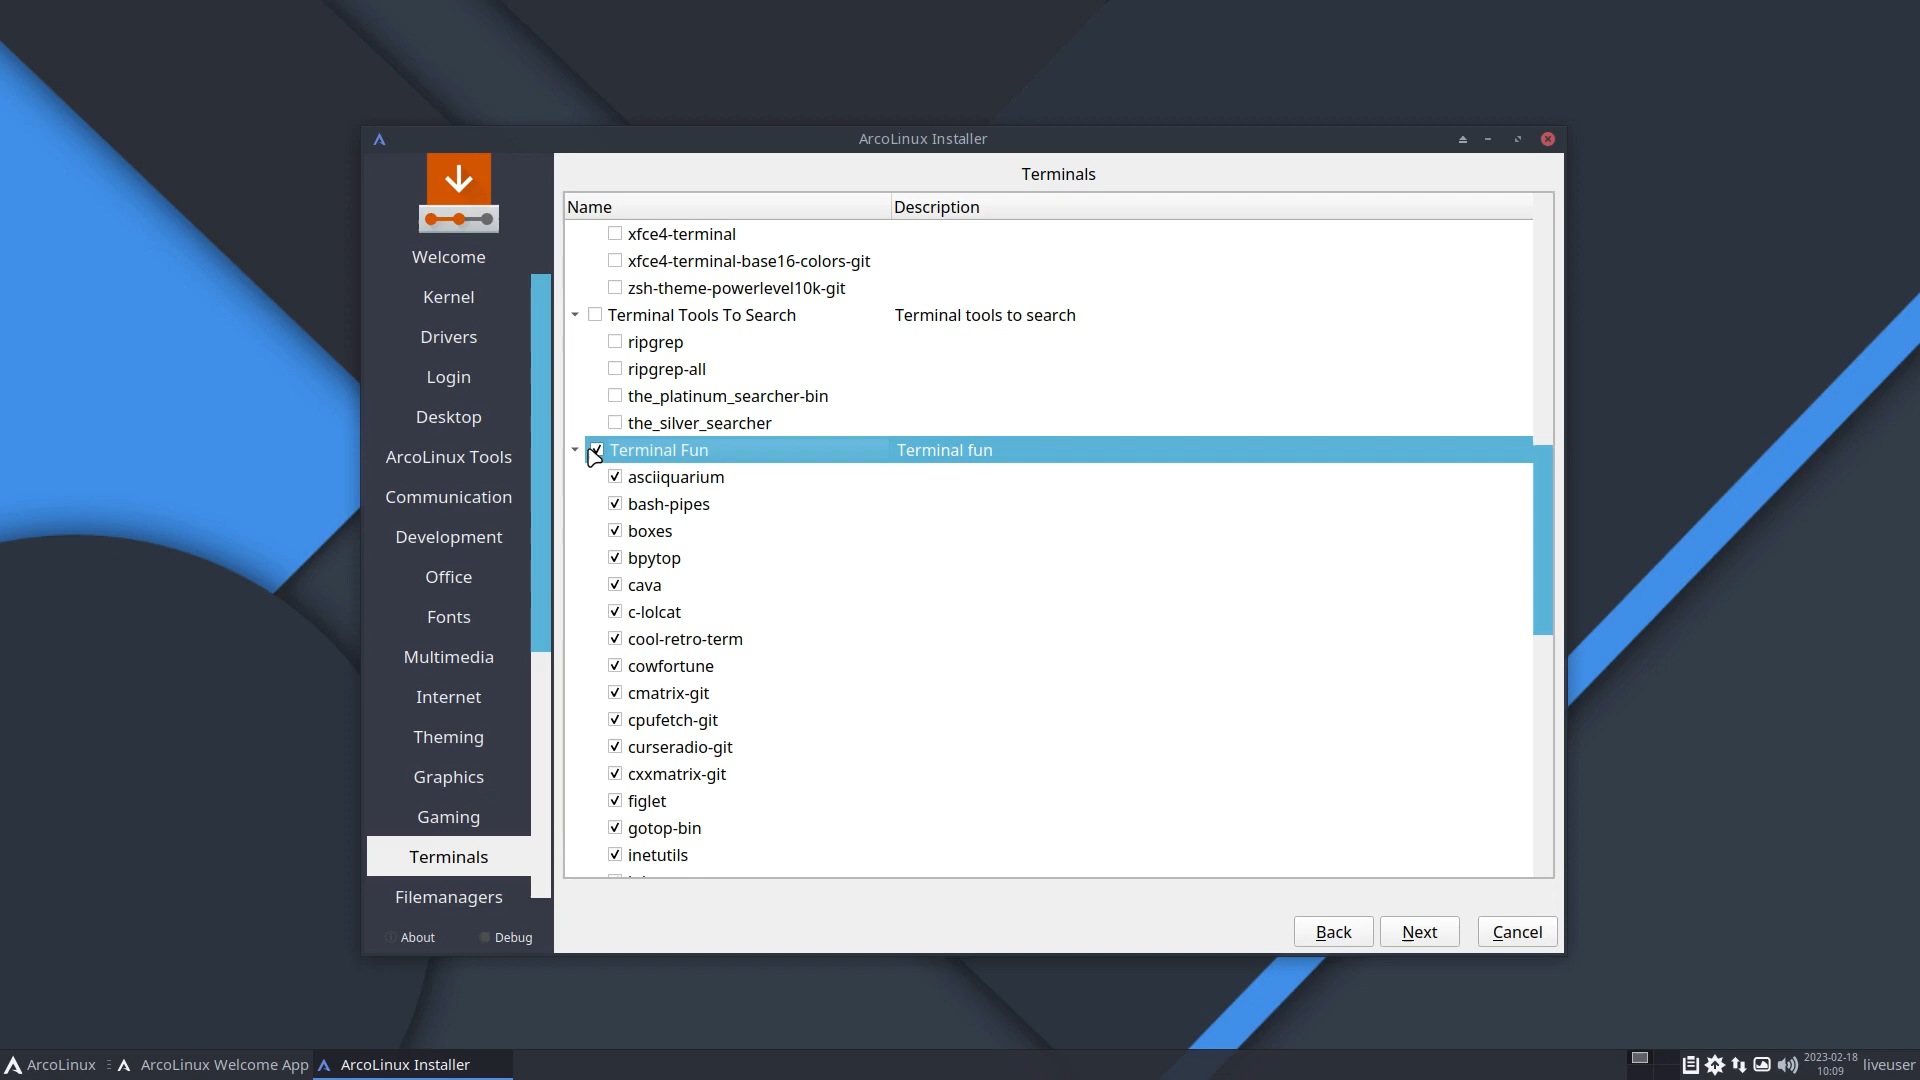 ArcoLinux Installer
Welcome
Kernel
Drivers
Login
Desktop
ArcoLinux Tools
Communication
Development
Office
Fonts
Multimedia
Internet
Theming
Graphics
Gaming
Terminals
Filemanagers
About
Debug
Terminals
Name
Description
xfce4-terminal
xfce4-terminal-base16-colors-git
zsh-theme-powerlevel10k-git
Terminal Tools To Search
Terminal tools to search
ripgrep
ripgrep-all
the_platinum_searcher-bin
the_silver_searcher
Terminal Fun
Terminal fun
asciiquarium
bash-pipes
boxes
bpytop
cava
c-lolcat
cool-retro-term
cowfortune
cmatrix-git
cpufetch-git
curseradio-git
cxxmatrix-git
figlet
gotop-bin
inetutils
Back
Next
Cancel
ArcoLinux
ArcoLinux Welcome App
ArcoLinux Installer
2023-02-18
10:09
liveuser